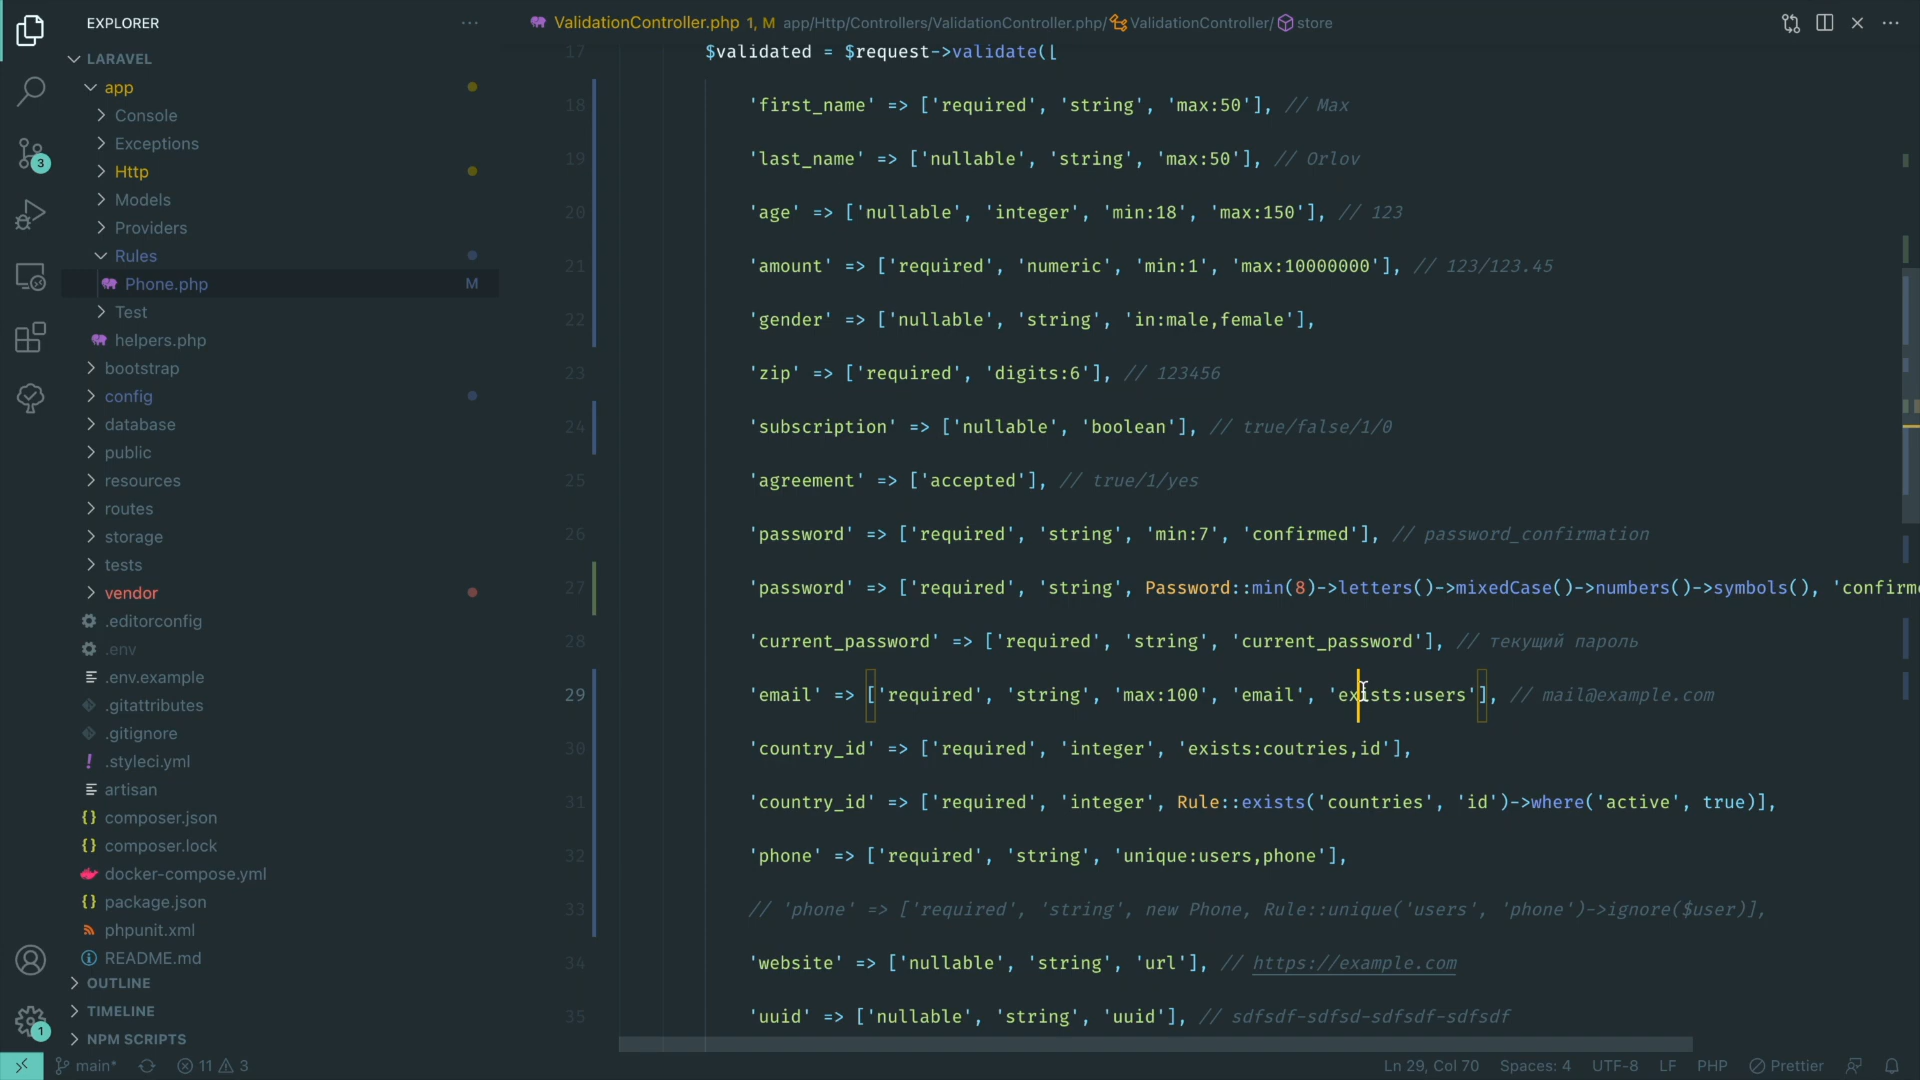 EXPLORER
LARAVEL
app
Console
Exceptions
Http
Models
Providers
Rules
Phone.php M
Test
helpers.php
bootstrap
config
database
public
resources
routes
storage
tests
vendor
.editorconfig
.env
.env.example
.gitattributes
.gitignore
.styleci.yml
artisan
composer.json
composer.lock
docker-compose.yml
package.json
phpunit.xml
README.md
OUTLINE
TIMELINE
NPM SCRIPTS
3
1
ValidationController.php 1, M app/Http/Controllers/ValidationController.php/ ValidationController/ store
17 $validated = $request->validate([
18 'first_name' => ['required', 'string', 'max:50'], // Max
19 'last_name' => ['nullable', 'string', 'max:50'], // Orlov
20 'age' => ['nullable', 'integer', 'min:18', 'max:150'], // 123
21 'amount' => ['required', 'numeric', 'min:1', 'max:10000000'], // 123/123.45
22 'gender' => ['nullable', 'string', 'in:male,female'],
23 'zip' => ['required', 'digits:6'], // 123456
24 'subscription' => ['nullable', 'boolean'], // true/false/1/0
25 'agreement' => ['accepted'], // true/1/yes
26 'password' => ['required', 'string', 'min:7', 'confirmed'], // password_confirmation
27 'password' => ['required', 'string', Password::min(8)->letters()->mixedCase()->numbers()->symbols(), 'confirm
28 'current_password' => ['required', 'string', 'current_password'], // текущий пароль
29 'email' => ['required', 'string', 'max:100', 'email', 'exists:users'], // mail@example.com
30 'country_id' => ['required', 'integer', 'exists:coutries,id'],
31 'country_id' => ['required', 'integer', Rule::exists('countries', 'id')->where('active', true)],
32 'phone' => ['required', 'string', 'unique:users,phone'],
33 // 'phone' => ['required', 'string', new Phone, Rule::unique('users', 'phone')->ignore($user)],
34 'website' => ['nullable', 'string', 'url'], // https://example.com
35 'uuid' => ['nullable', 'string', 'uuid'], // sdfsdf-sdfsd-sdfsdf-sdfsdf
main* 11 3 Ln 29, Col 70 Spaces: 4 UTF-8 LF PHP Prettier